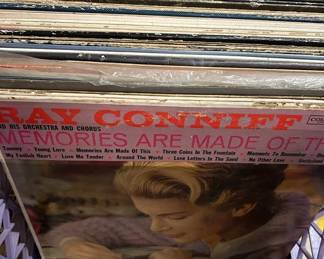 RAY CONNIFF
AND HIS ORCHESTRA AND CHORUS
MEMORIES ARE MADE OF TH
Tammy • Young Love • Memories Are Made Of This • Three Coins In The Fountain • Moments To Remember
My Foolish Heart • Love Me Tender • Around The World • Love Letters In The Sand • No Other Love